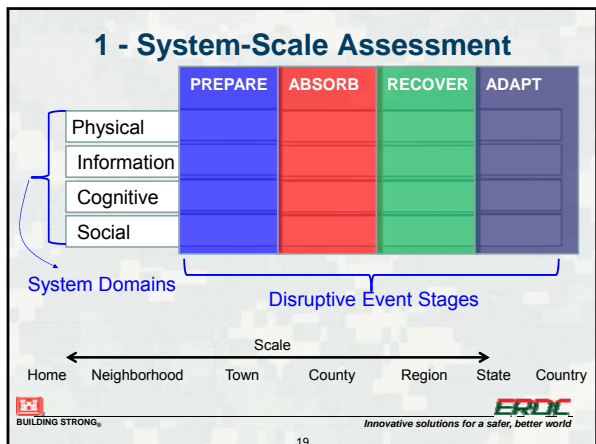 1 - System-Scale Assessment
PREPARE ABSORB RECOVER ADAPT
Physical
Information
Cognitive
Social
System Domains
Disruptive Event Stages
Scale
Home Neighborhood Town County Region State Country
ERDC
BUILDING STRONG® Innovative solutions for a safer, better world
19